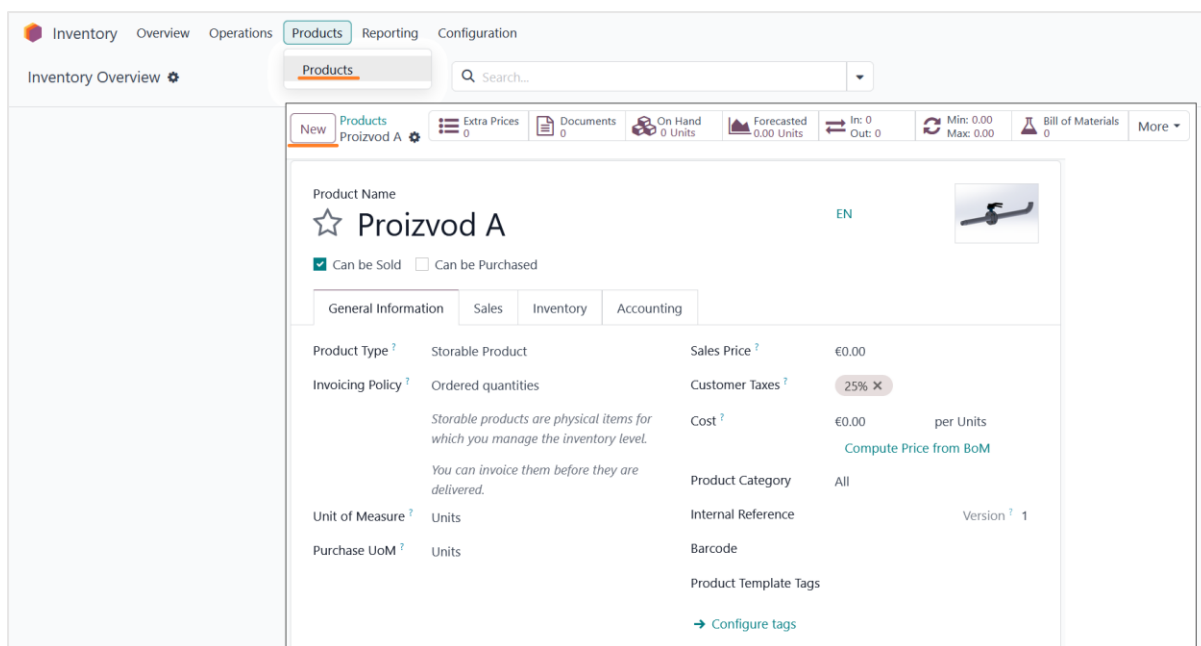 Inventory Overview Operations Products Reporting Configuration
Inventory Overview
Products
Search...
New
Products
Proizvod A
Extra Prices
0
Documents
0
On Hand
0 Units
Forecasted
0.00 Units
In: 0
Out: 0
Min: 0.00
Max: 0.00
Bill of Materials
0
More
Product Name
Proizvod A
EN
Can be Sold Can be Purchased
General Information Sales Inventory Accounting
Product Type ? Storable Product
Invoicing Policy ? Ordered quantities
Storable products are physical items for
which you manage the inventory level.
You can invoice them before they are
delivered.
Unit of Measure ? Units
Purchase UoM ? Units
Sales Price ? €0.00
Customer Taxes ? 25% ×
Cost ? €0.00 per Units
Compute Price from BoM
Product Category All
Internal Reference Version ? 1
Barcode
Product Template Tags
→ Configure tags